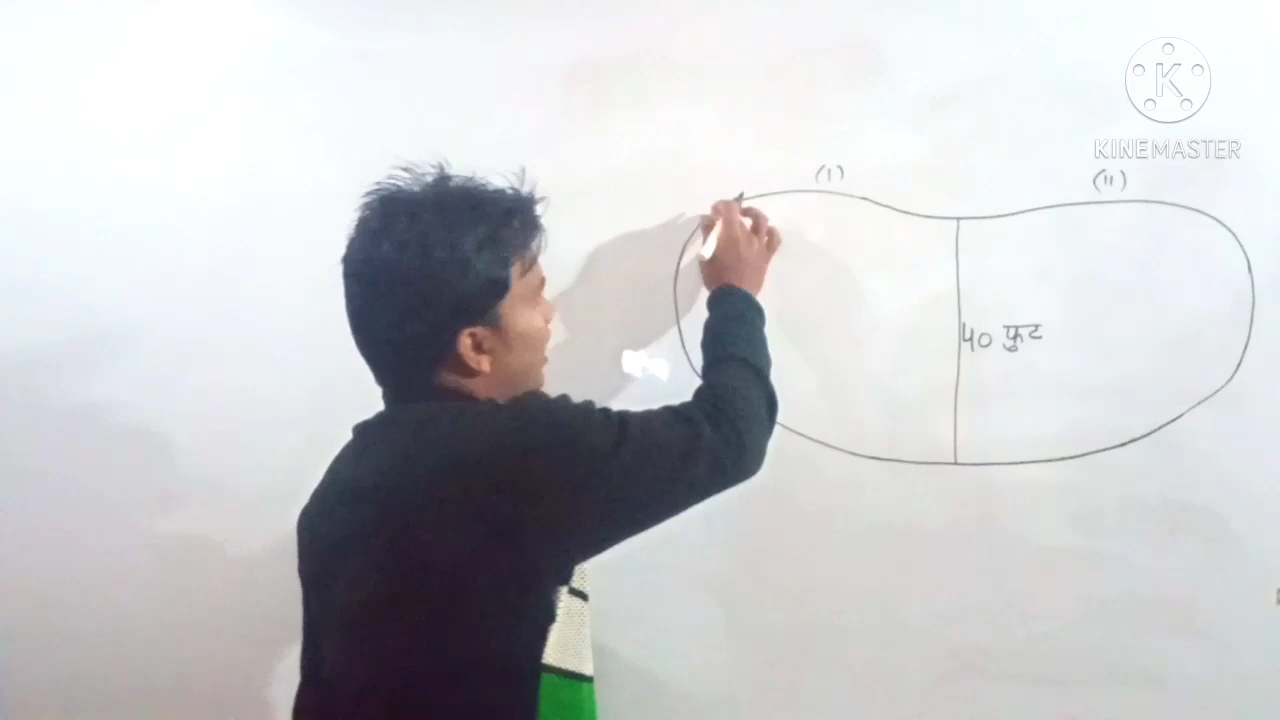 K
KINEMASTER
(I)
(II)
40 फुट